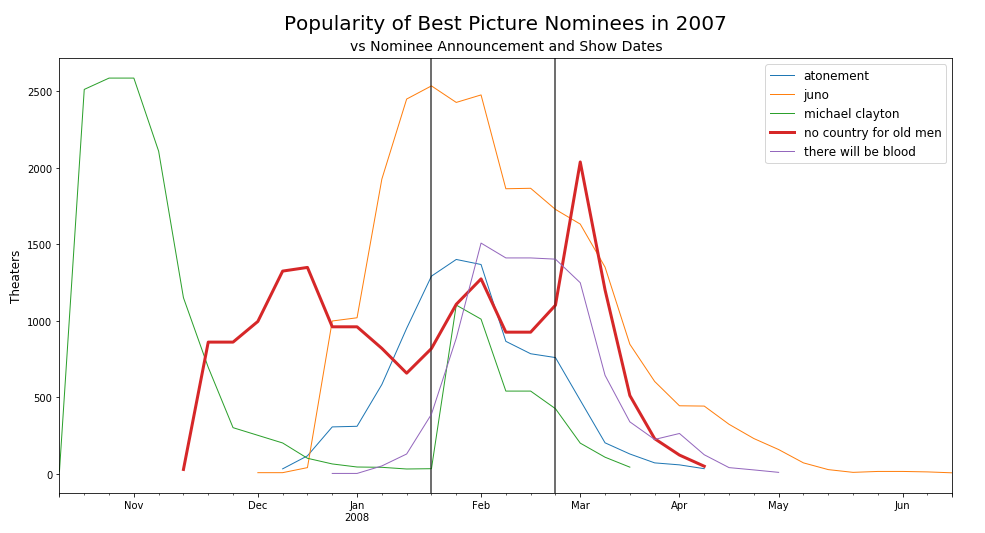 Popularity of Best Picture Nominees in 2007
vs Nominee Announcement and Show Dates
atonement
juno
michael clayton
no country for old men
there will be blood
Theaters
2500
2000
1500
1000
500
0
Nov Dec Jan Feb Mar Apr May Jun
2008